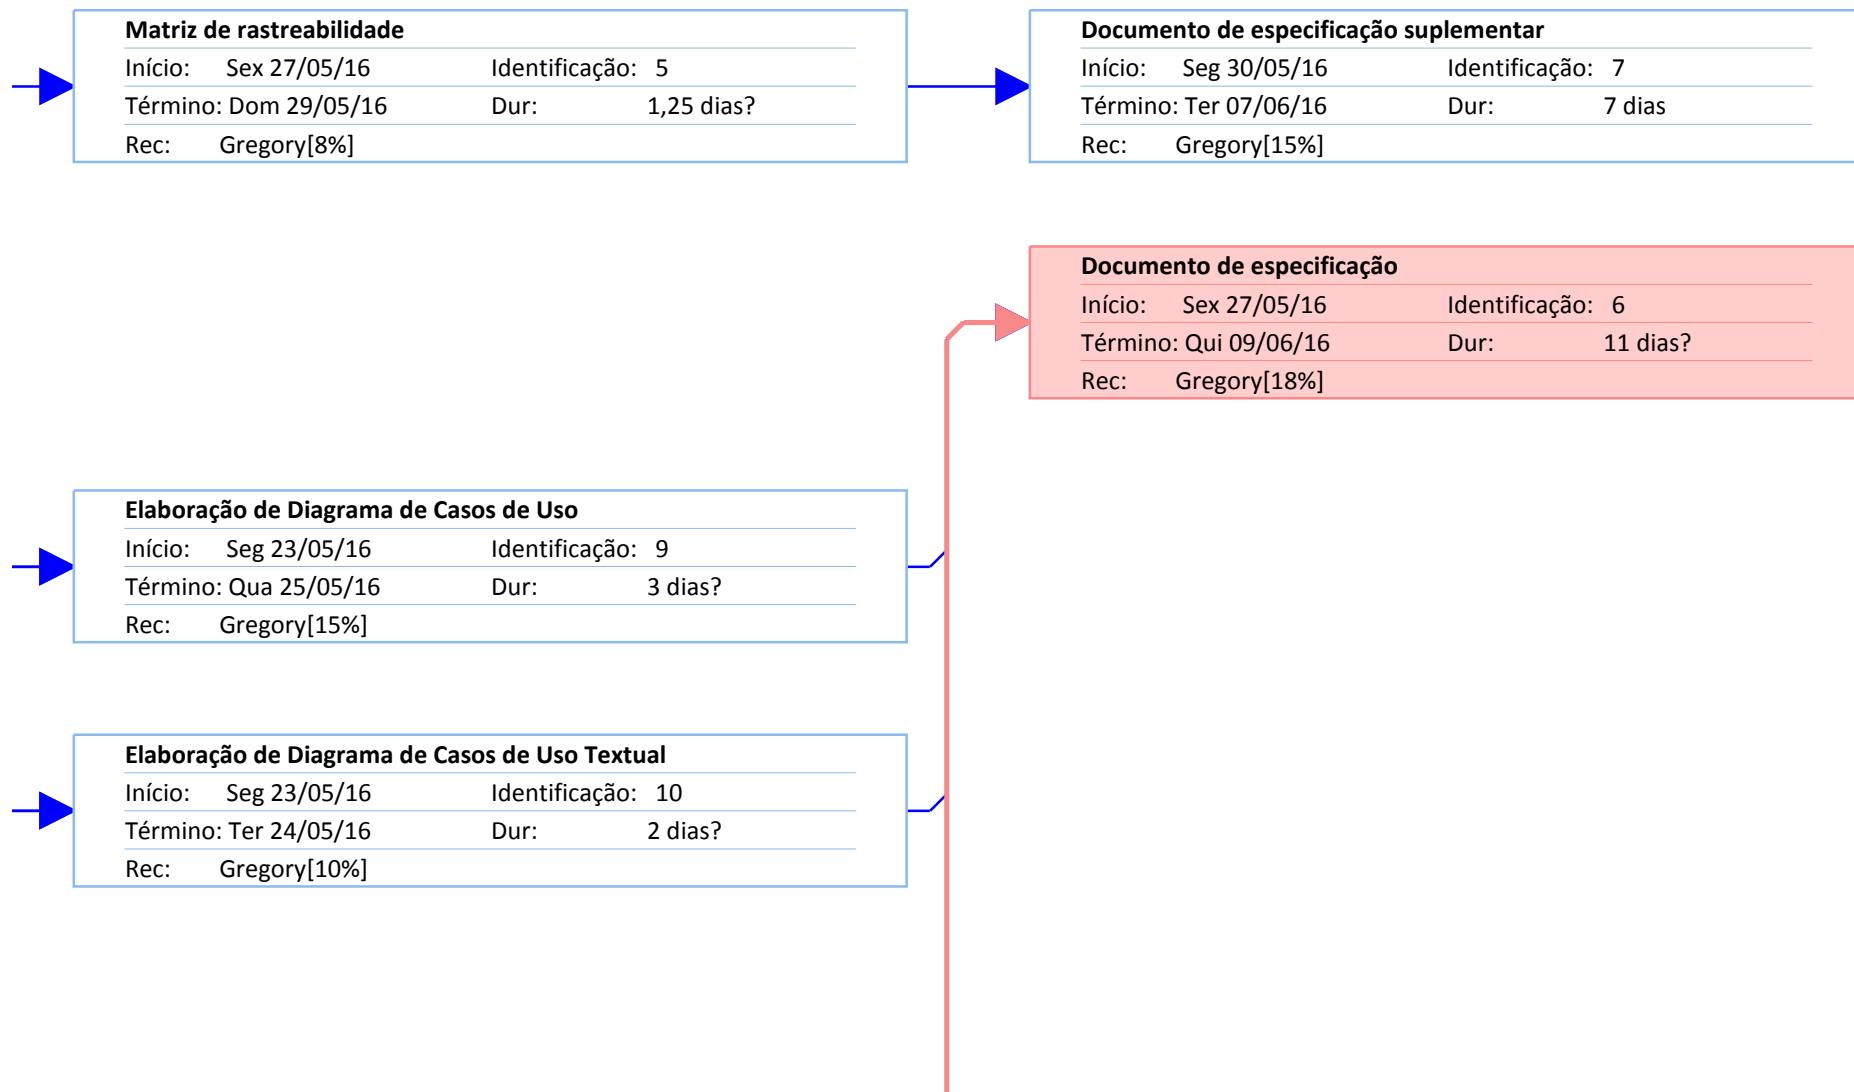 Matriz de rastreabilidade
Início: Sex 27/05/16 Identificação: 5
Término: Dom 29/05/16 Dur: 1,25 dias?
Rec: Gregory[8%]
Documento de especificação suplementar
Início: Seg 30/05/16 Identificação: 7
Término: Ter 07/06/16 Dur: 7 dias
Rec: Gregory[15%]
Documento de especificação
Início: Sex 27/05/16 Identificação: 6
Término: Qui 09/06/16 Dur: 11 dias?
Rec: Gregory[18%]
Elaboração de Diagrama de Casos de Uso
Início: Seg 23/05/16 Identificação: 9
Término: Qua 25/05/16 Dur: 3 dias?
Rec: Gregory[15%]
Elaboração de Diagrama de Casos de Uso Textual
Início: Seg 23/05/16 Identificação: 10
Término: Ter 24/05/16 Dur: 2 dias?
Rec: Gregory[10%]